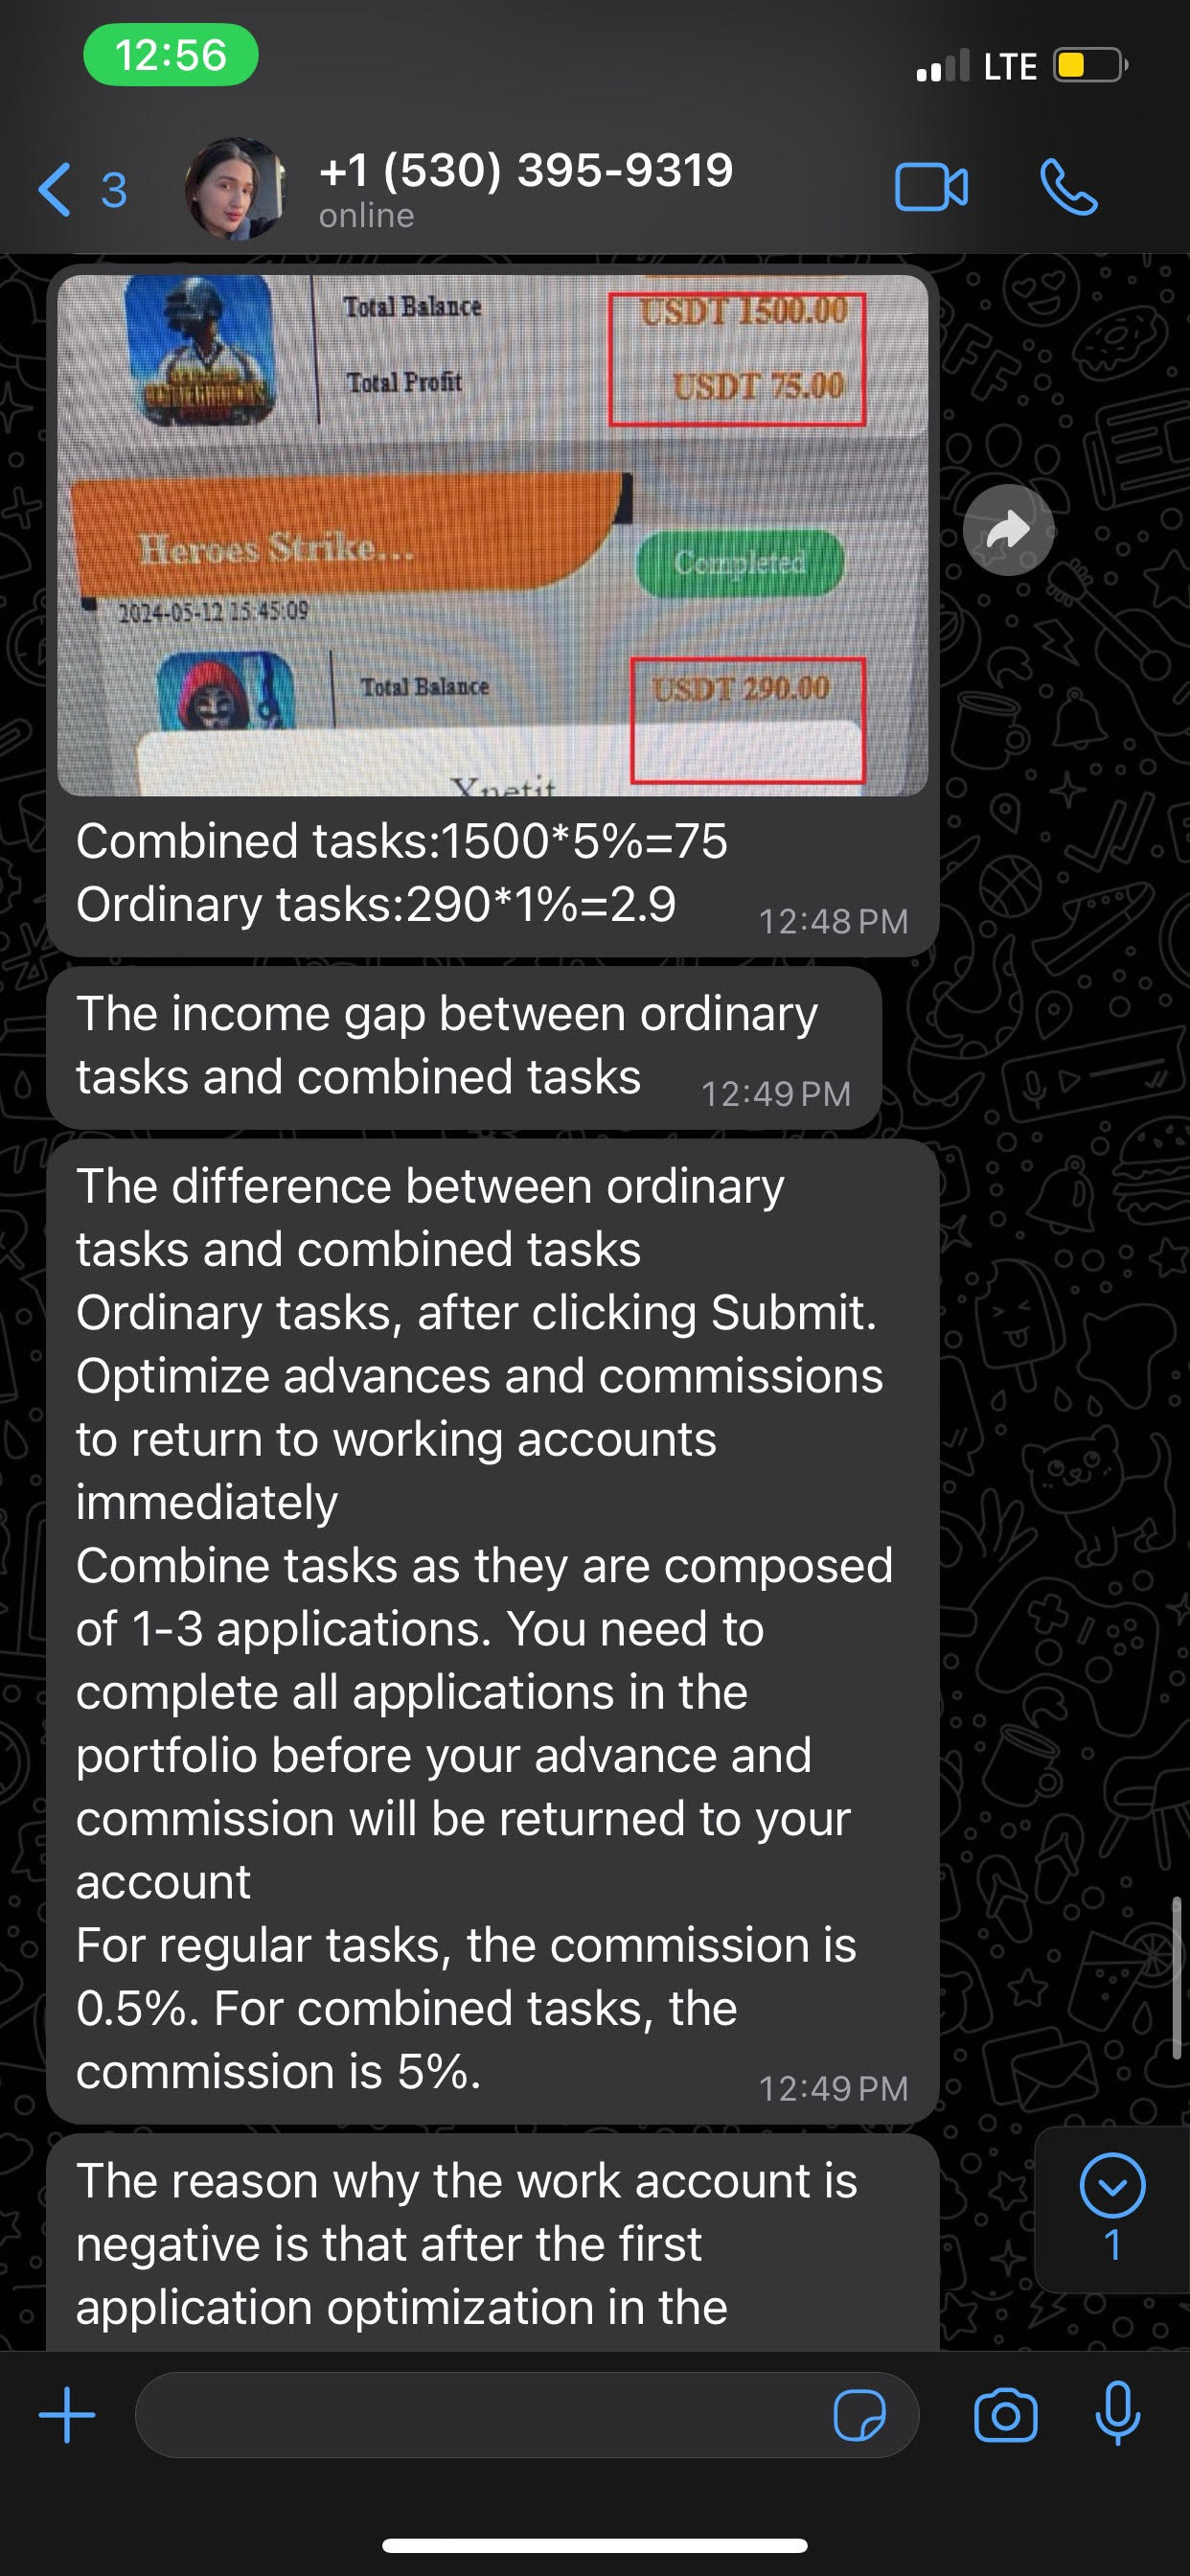 12:56
LTE
3
+1 (530) 395-9319
online
Total Balance
USDT 1500.00
Total Profit
USDT 75.00
Heroes Strike...
Completed
2024-05-12 15:45:09
Total Balance
USDT 290.00
Combined tasks:1500*5%=75
Ordinary tasks:290*1%=2.9
12:48 PM
The income gap between ordinary
tasks and combined tasks
12:49 PM
The difference between ordinary
tasks and combined tasks
Ordinary tasks, after clicking Submit.
Optimize advances and commissions
to return to working accounts
immediately
Combine tasks as they are composed
of 1-3 applications. You need to
complete all applications in the
portfolio before your advance and
commission will be returned to your
account
For regular tasks, the commission is
0.5%. For combined tasks, the
commission is 5%.
12:49 PM
The reason why the work account is
negative is that after the first
application optimization in the
1